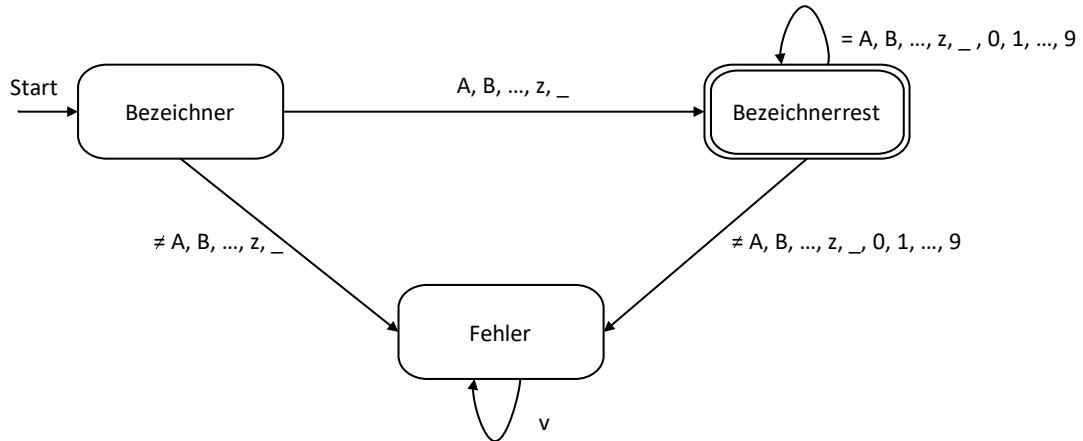 = A, B, …, z, _ , 0, 1, …, 9
Start
A, B, …, z, _
Bezeichner
Bezeichnerrest
≠ A, B, …, z, _
≠ A, B, …, z, _, 0, 1, …, 9
Fehler
v